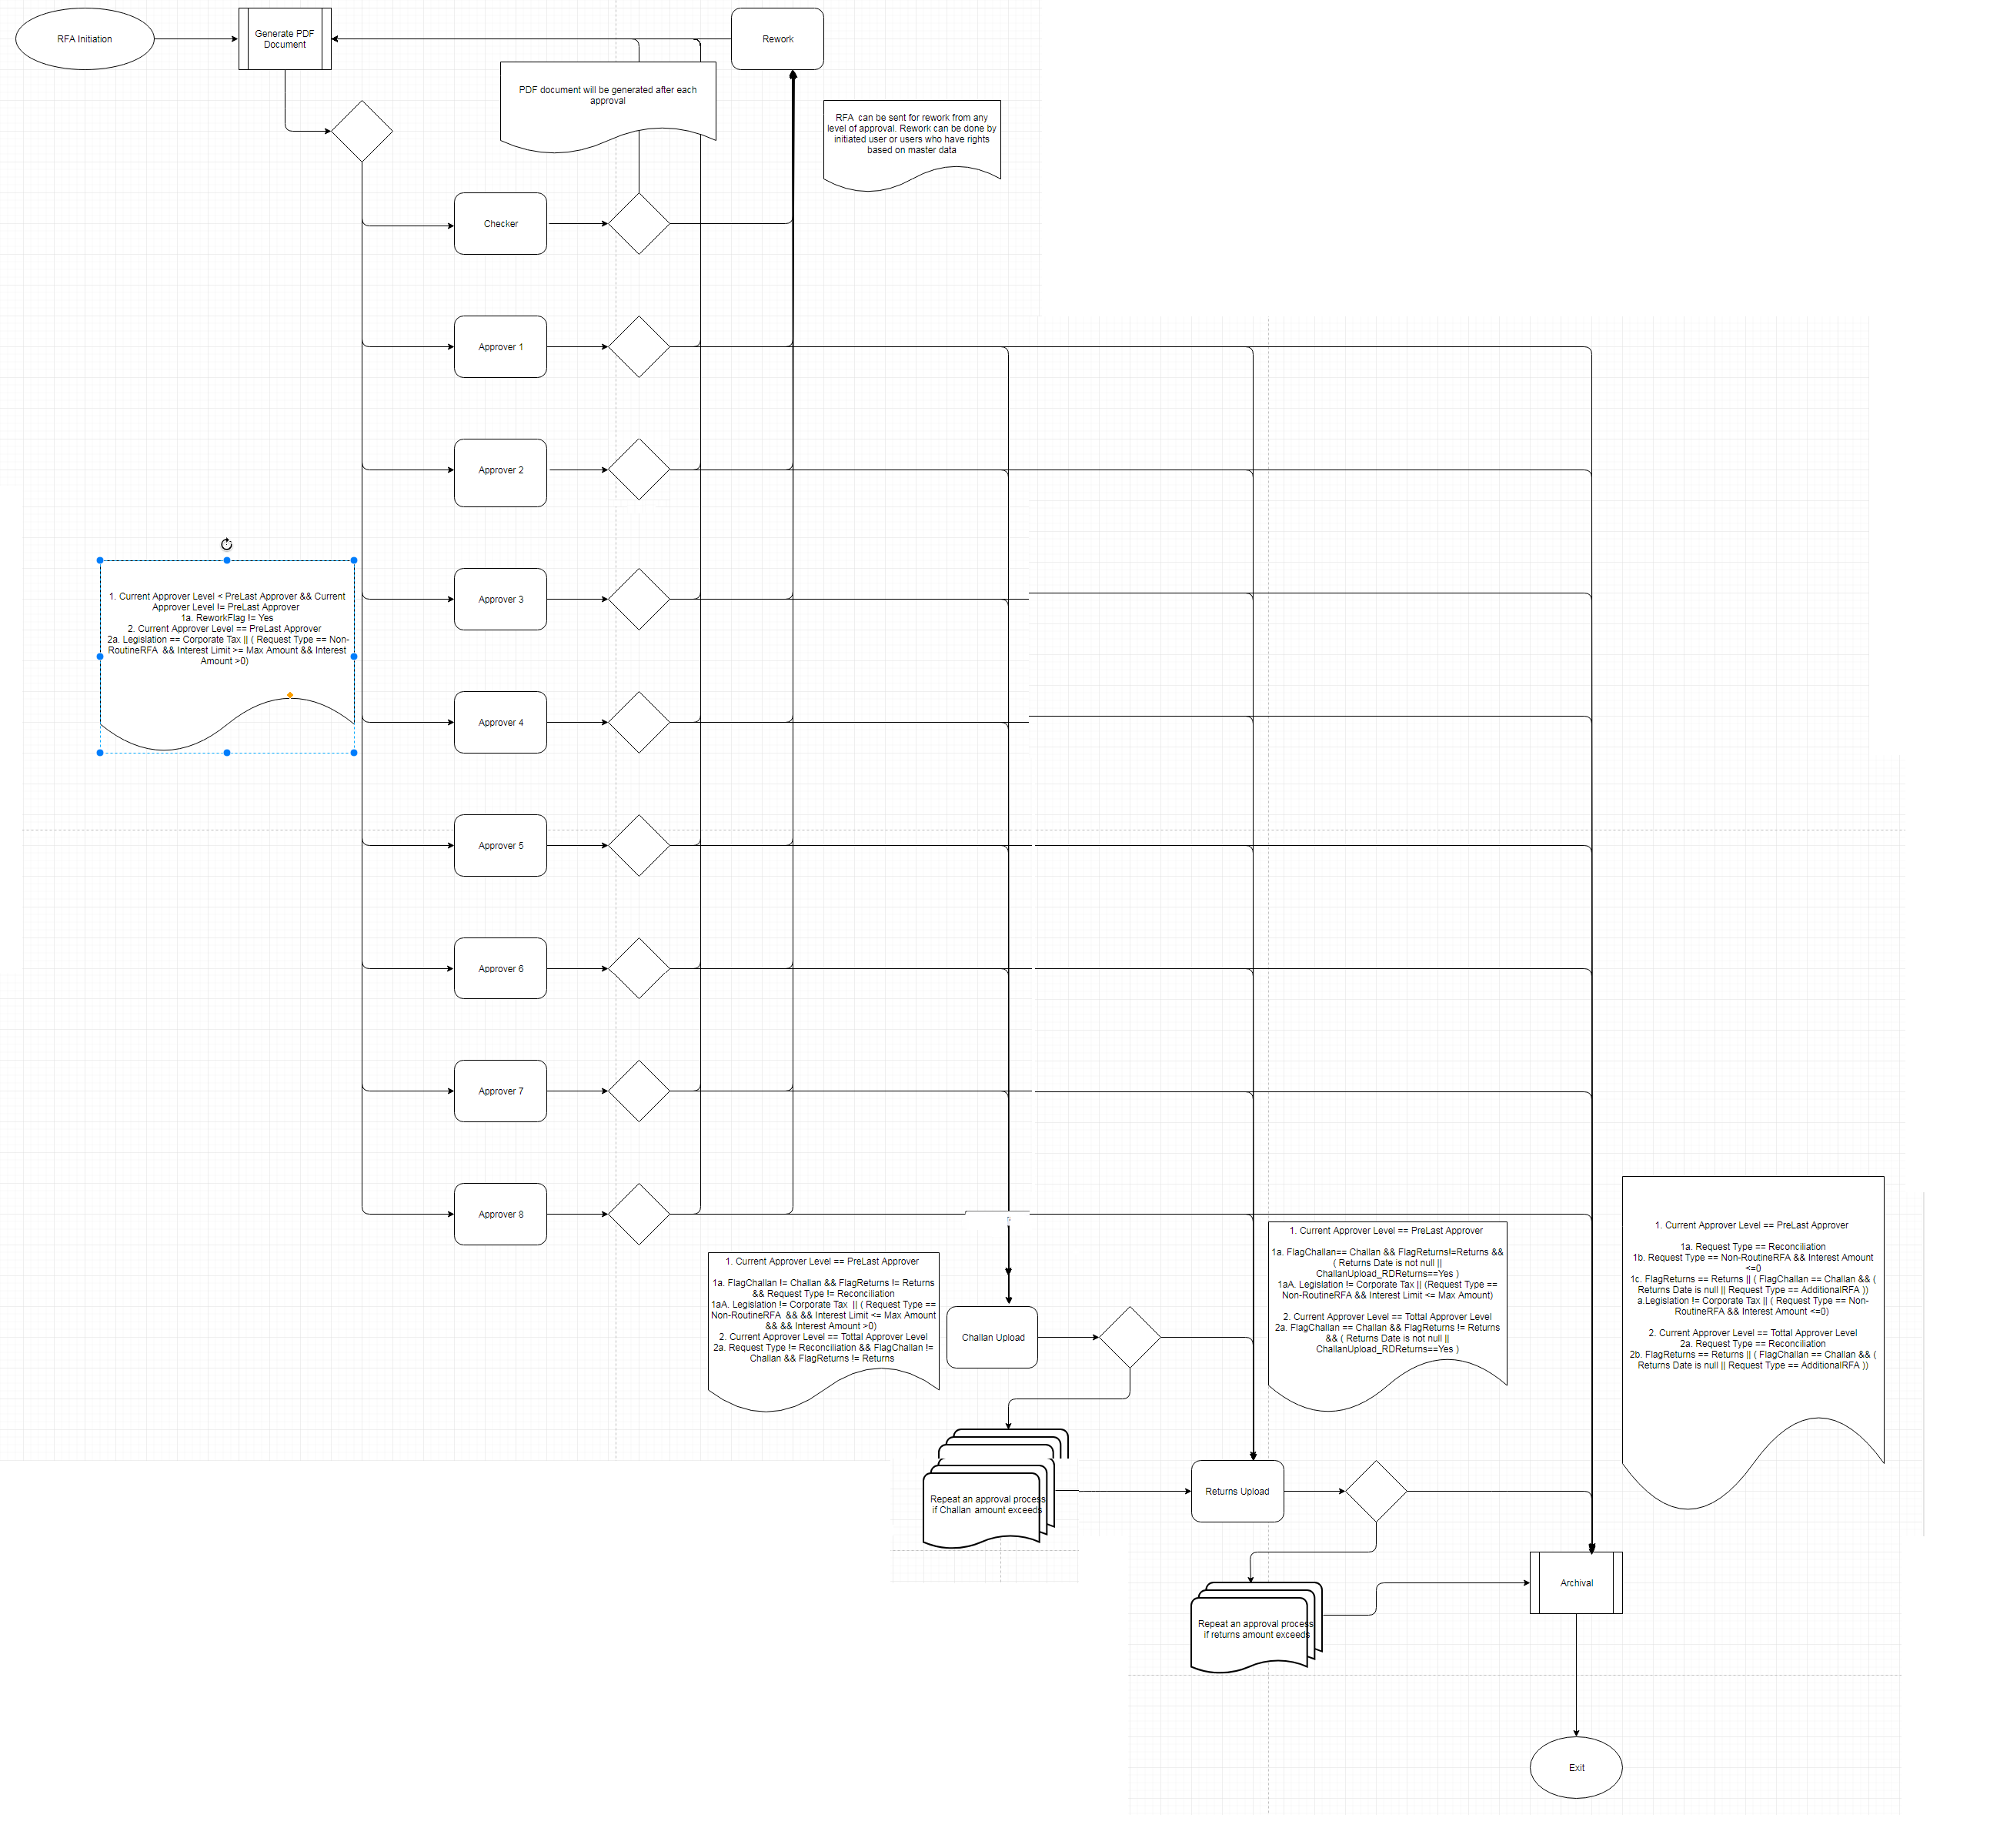 RFA Initiation
Generate PDF
Document
Rework
PDF document will be generated after each
approval
RFA  can be sent for rework from any
level of approval. Rework can be done by
initiated user or users who have rights
based on master data
Checker
Approver 1
Approver 2
Approver 3
1. Current Approver Level < PreLast Approver && Current
Approver Level != PreLast Approver
1a. ReworkFlag != Yes
2. Current Approver Level == PreLast Approver
2a. Legislation == Corporate Tax || ( Request Type == Non-
RoutineRFA  && Interest Limit >= Max Amount && Interest
Amount >0)
Approver 4
Approver 5
Approver 6
Approver 7
Approver 8
1. Current Approver Level == PreLast Approver
1a. FlagChallan != Challan && FlagReturns != Returns
&& Request Type != Reconciliation
1aA. Legislation != Corporate Tax  || ( Request Type ==
Non-RoutineRFA  && && Interest Limit <= Max Amount
&& && Interest Amount >0)
2. Current Approver Level == Tottal Approver Level
2a. Request Type != Reconciliation && FlagChallan !=
Challan && FlagReturns != Returns
Challan Upload
1. Current Approver Level == PreLast Approver
1a. FlagChallan== Challan && FlagReturns!=Returns &&
( Returns Date is not null ||
ChallanUpload_RDReturns==Yes )
1aA. Legislation != Corporate Tax || (Request Type ==
Non-RoutineRFA && Interest Limit <= Max Amount)
2. Current Approver Level == Tottal Approver Level
2a. FlagChallan == Challan && FlagReturns != Returns
&& ( Returns Date is not null ||
ChallanUpload_RDReturns==Yes )
1. Current Approver Level == PreLast Approver
1a. Request Type == Reconciliation
1b. Request Type == Non-RoutineRFA && Interest Amount
<=0
1c. FlagReturns == Returns || ( FlagChallan == Challan && (
Returns Date is null || Request Type == AdditionalRFA ))
a.Legislation != Corporate Tax || ( Request Type == Non-
RoutineRFA && Interest Amount <=0)
2. Current Approver Level == Tottal Approver Level
2a. Request Type == Reconciliation
2b. FlagReturns == Returns || ( FlagChallan == Challan && (
Returns Date is null || Request Type == AdditionalRFA ))
Repeat an approval process
if Challan amount exceeds
Returns Upload
Repeat an approval process
if returns amount exceeds
Archival
Exit